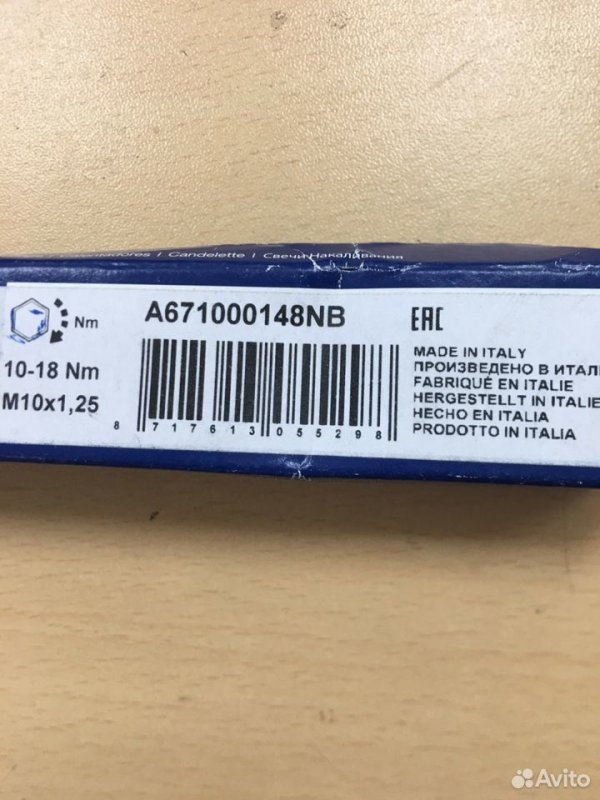 / Candelette / Свечи Накаливания
Nm
A671000148NB
EAC
10-18 Nm
M10x1,25
8 717613 055298
MADE IN ITALY
ПРОИЗВЕДЕНО В ИТАЛИ
FABRIQUÉ EN ITALIE
HERGESTELLT IN ITALIE
HECHO EN ITALIA
PRODOTTO IN ITALIA
Avito